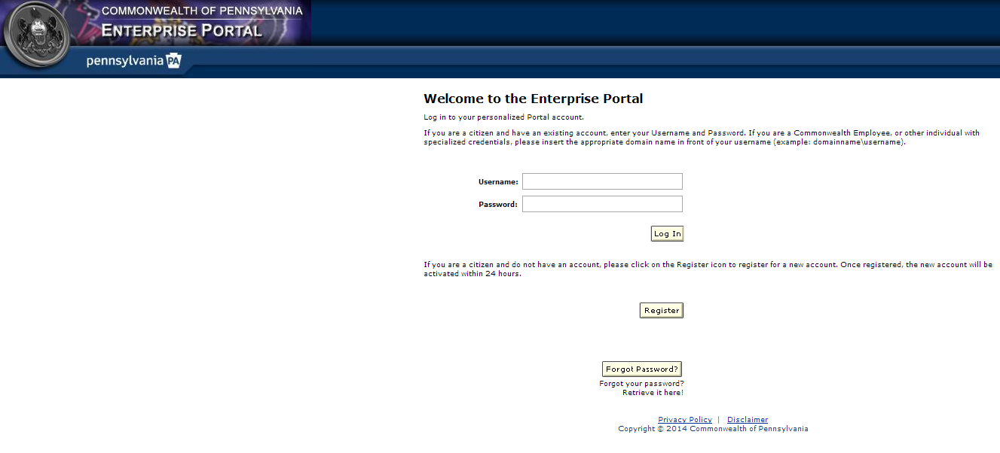 COMMONWEALTH OF PENNSYLVANIA
ENTERPRISE PORTAL
pennsylvania PA
Welcome to the Enterprise Portal
Log in to your personalized Portal account.
If you are a citizen and have an existing account, enter your Username and Password. If you are a Commonwealth Employee, or other individual with
specialized credentials, please insert the appropriate domain name in front of your username (example: domainname\username).
Username:
Password:
Log In
If you are a citizen and do not have an account, please click on the Register icon to register for a new account. Once registered, the new account will be
activated within 24 hours.
Register
Forgot Password?
Forgot your password?
Retrieve it here!
Privacy Policy | Disclaimer
Copyright © 2014 Commonwealth of Pennsylvania